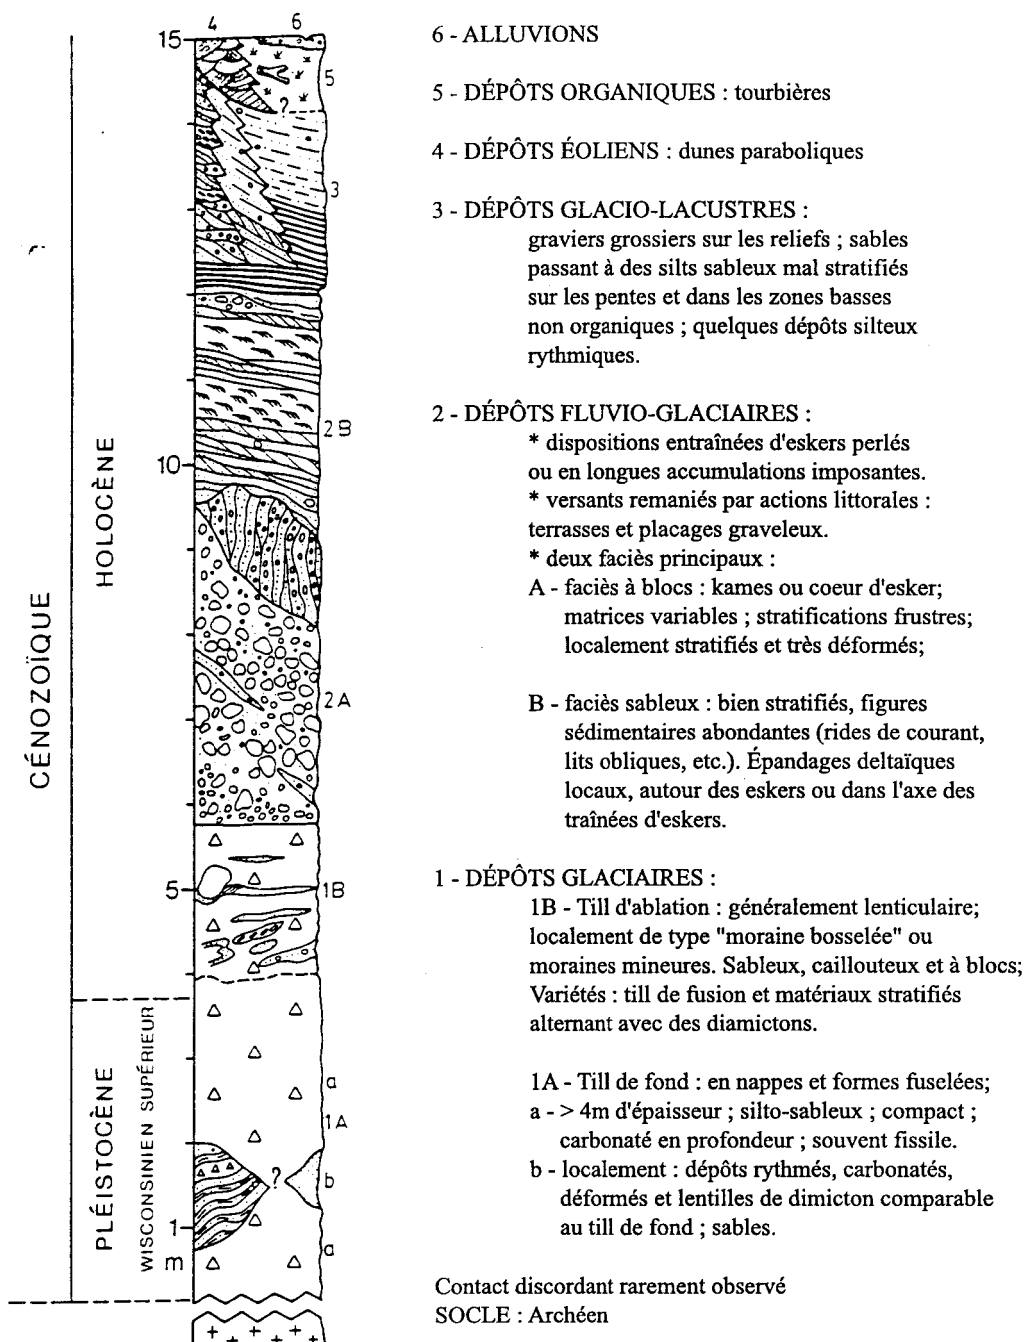 4 6
15
5
?
3
2B
10
2A
5
1B
a
1A
?
b
1
m
a
CÉNOZOÏQUE
HOLOCÈNE
PLÉISTOCÈNE
WISCONSINIEN SUPÉRIEUR
6 - ALLUVIONS
5 - DÉPÔTS ORGANIQUES : tourbières
4 - DÉPÔTS ÉOLIENS : dunes paraboliques
3 - DÉPÔTS GLACIO-LACUSTRES :
graviers grossiers sur les reliefs ; sables
passant à des silts sableux mal stratifiés
sur les pentes et dans les zones basses
non organiques ; quelques dépôts silteux
rythmiques.
2 - DÉPÔTS FLUVIO-GLACIAIRES :
* dispositions entraînées d'eskers perlés
ou en longues accumulations imposantes.
* versants remaniés par actions littorales :
terrasses et placages graveleux.
* deux faciès principaux :
A - faciès à blocs : kames ou coeur d'esker;
matrices variables ; stratifications frustres;
localement stratifiés et très déformés;
B - faciès sableux : bien stratifiés, figures
sédimentaires abondantes (rides de courant,
lits obliques, etc.). Épandages deltaïques
locaux, autour des eskers ou dans l'axe des
traînées d'eskers.
1 - DÉPÔTS GLACIAIRES :
1B - Till d'ablation : généralement lenticulaire;
localement de type "moraine bosselée" ou
moraines mineures. Sableux, caillouteux et à blocs;
Variétés : till de fusion et matériaux stratifiés
alternant avec des diamictons.
1A - Till de fond : en nappes et formes fuselées;
a - > 4m d'épaisseur ; silto-sableux ; compact ;
carbonaté en profondeur ; souvent fissile.
b - localement : dépôts rythmés, carbonatés,
déformés et lentilles de dimicton comparable
au till de fond ; sables.
Contact discordant rarement observé
SOCLE : Archéen